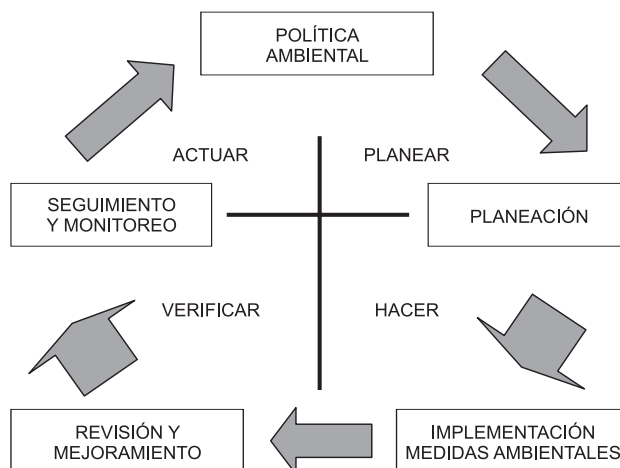 POLÍTICA
AMBIENTAL
ACTUAR
PLANEAR
SEGUIMIENTO
Y MONITOREO
PLANEACIÓN
VERIFICAR
HACER
REVISIÓN Y
MEJORAMIENTO
IMPLEMENTACIÓN
MEDIDAS AMBIENTALES